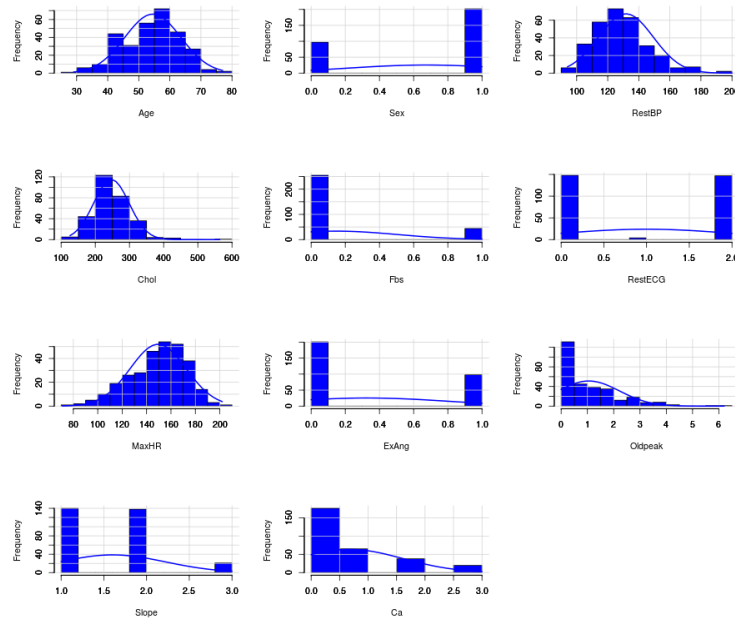 Frequency
0 20 40 60
30 40 50 60 70 80
Age
Frequency
0 50 150
0.0 0.2 0.4 0.6 0.8 1.0
Sex
Frequency
0 20 40 60
100 120 140 160 180 200
RestBP
Frequency
0 40 80 120
100 200 300 400 500 600
Chol
Frequency
0 50 100 200
0.0 0.2 0.4 0.6 0.8 1.0
Fbs
Frequency
0 50 100
0.0 0.5 1.0 1.5 2.0
RestECG
Frequency
0 20 40
80 100 120 140 160 180 200
MaxHR
Frequency
0 50 150
0.0 0.2 0.4 0.6 0.8 1.0
ExAng
Frequency
0 40 80
0 1 2 3 4 5 6
Oldpeak
Frequency
0 40 80 140
1.0 1.5 2.0 2.5 3.0
Slope
Frequency
0 50 150
0.0 0.5 1.0 1.5 2.0 2.5 3.0
Ca